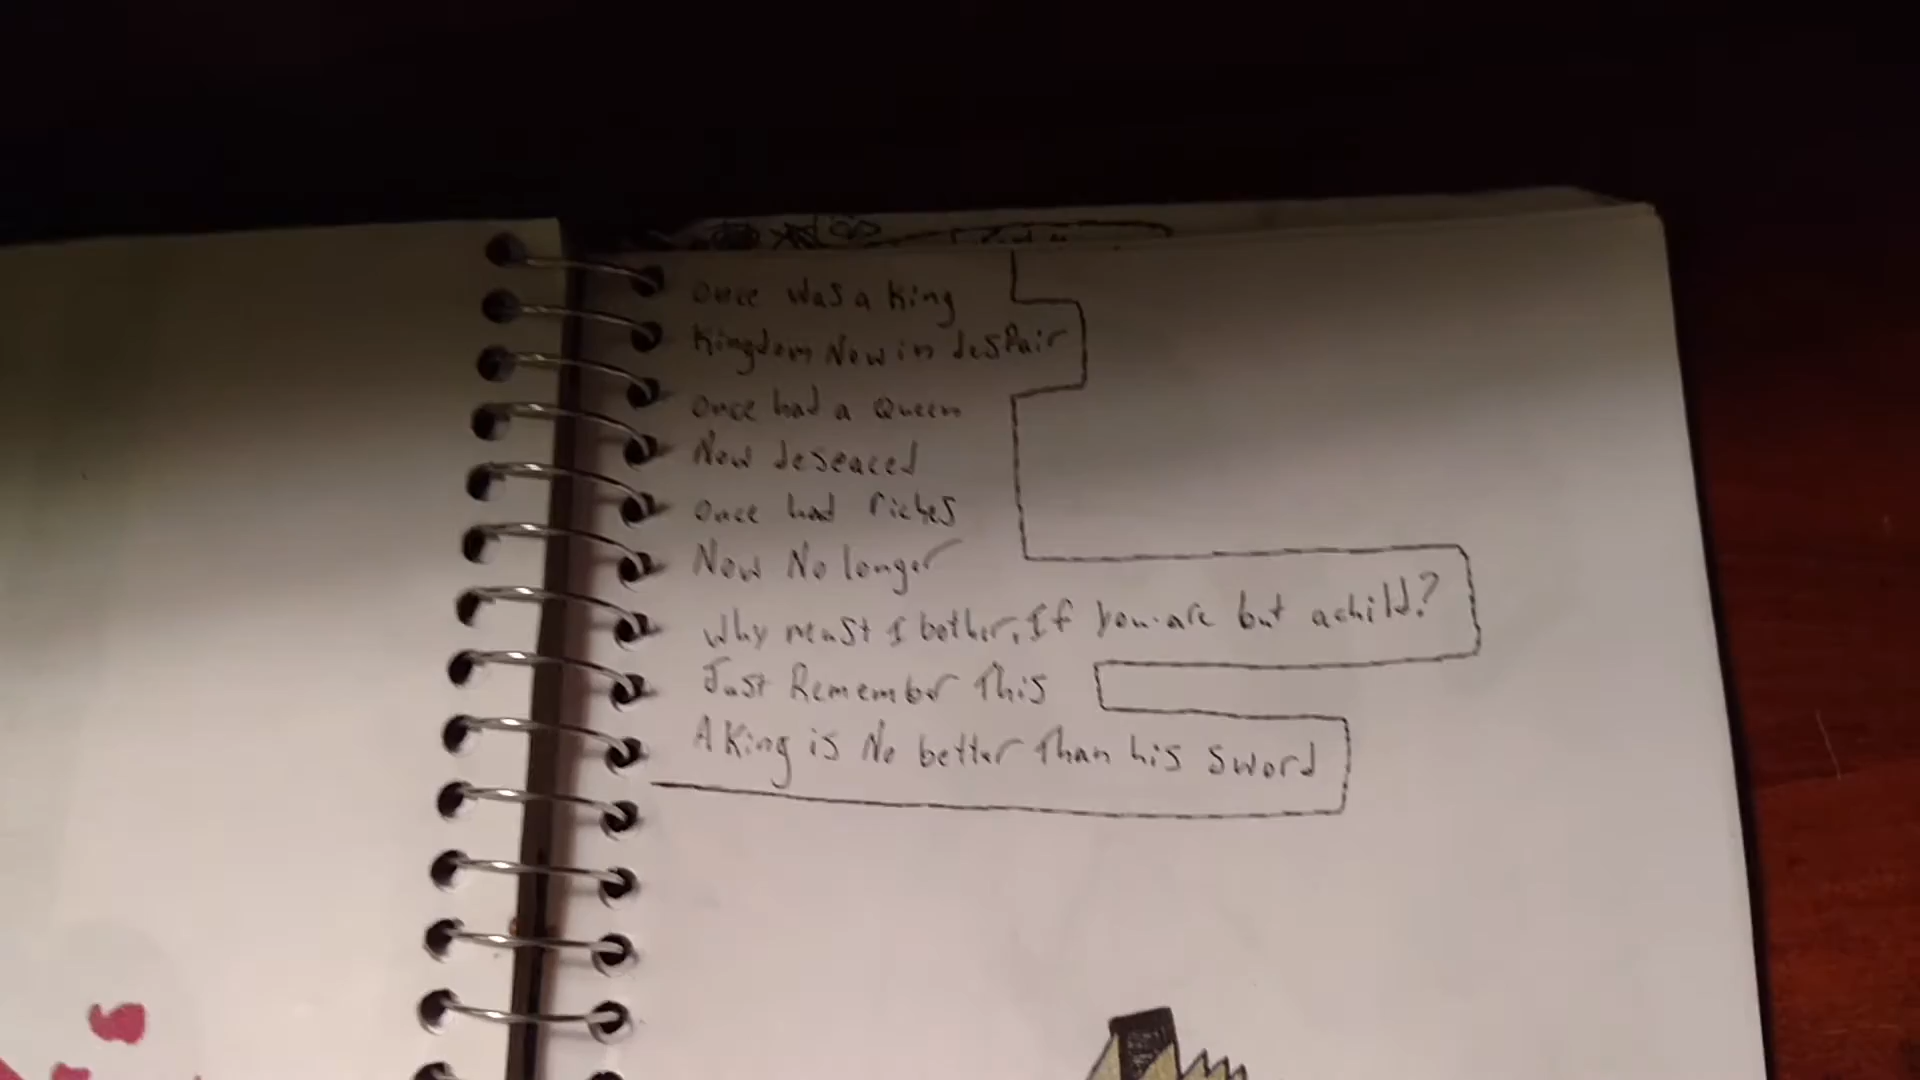 Once was a King
Kingdom Now in desPair
Once had a Queen
Now deseaced
Once had riches
Now No longer
Why must I bother, If you are but a child?
Just Remember This
A King is No better Than his sword